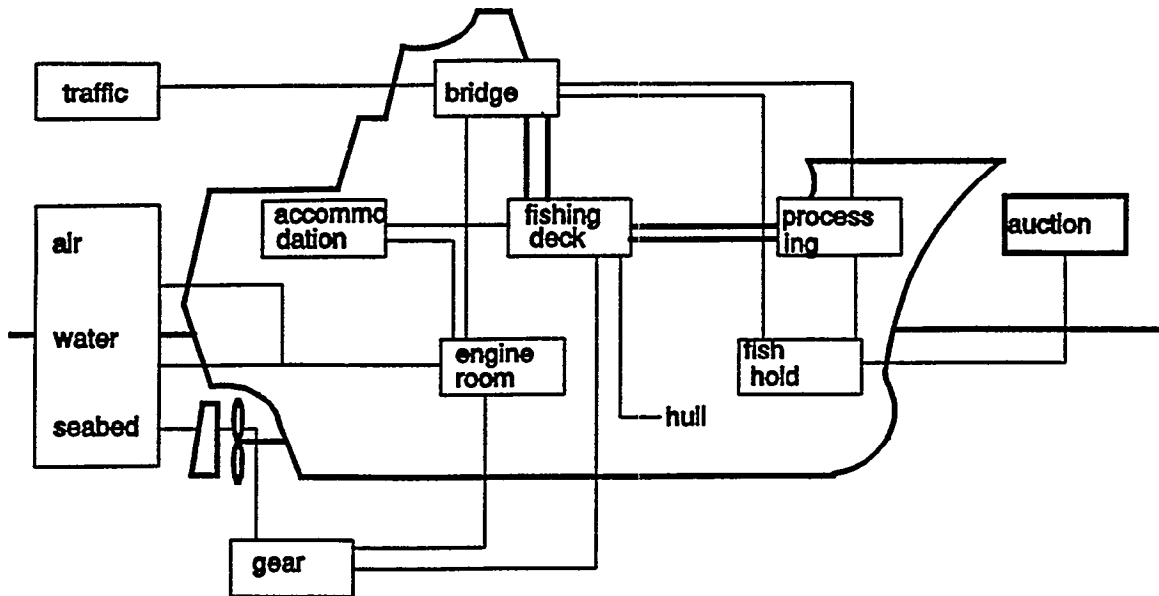 traffic
bridge
accommo
dation
fishing
deck
process
ing
auction
air
water
seabed
engine
room
fish
hold
hull
gear